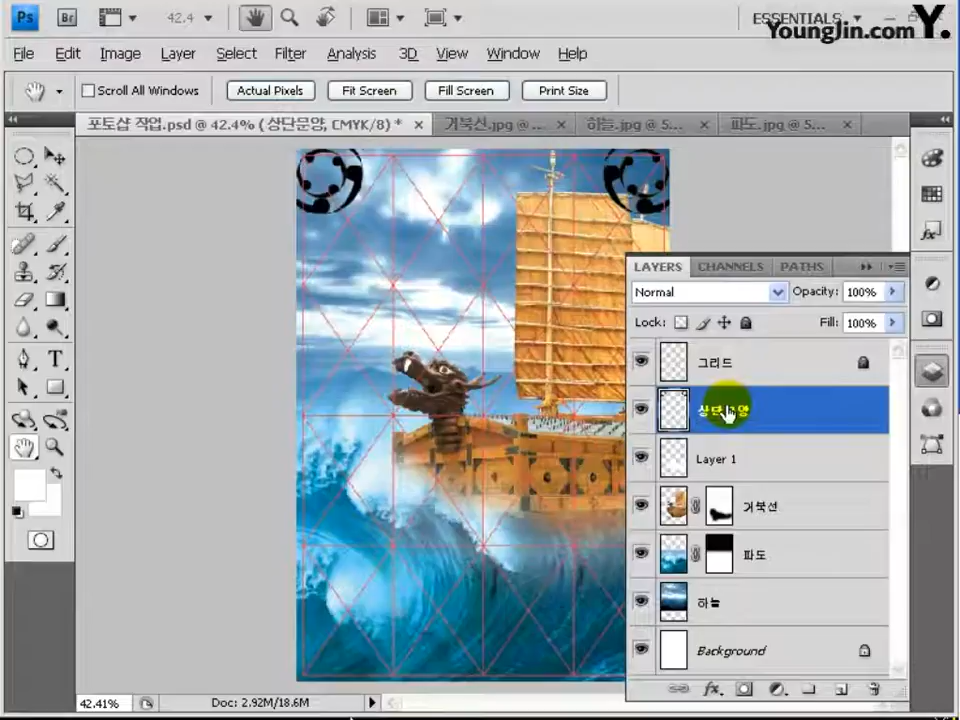 Ps Br 42.4 ESSENTIALS
YoungJin.com Y.
File Edit Image Layer Select Filter Analysis 3D View Window Help
Scroll All Windows Actual Pixels Fit Screen Fill Screen Print Size
포토샵 작업.psd @ 42.4% ( 상단문양, CMYK/8) * 거북선.jpg @ ... 하늘.jpg @ 5... 파도.jpg @ 5...
LAYERS CHANNELS PATHS
Normal Opacity: 100%
Lock: Fill: 100%
그리드
상단문양
Layer 1
거북선
파도
하늘
Background
42.41% Doc: 2.92M/18.6M